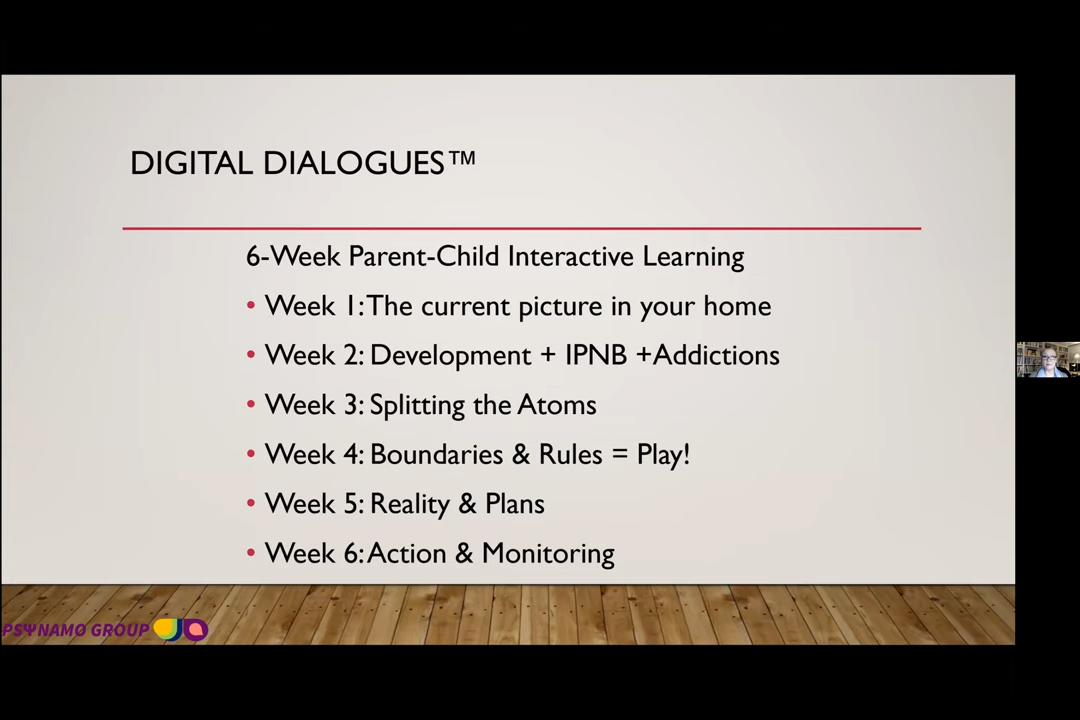 DIGITAL DIALOGUES™
6-Week Parent-Child Interactive Learning
• Week 1: The current picture in your home
• Week 2: Development + IPNB +Addictions
• Week 3: Splitting the Atoms
• Week 4: Boundaries & Rules = Play!
• Week 5: Reality & Plans
• Week 6: Action & Monitoring
PSΨNAMØ GROUP